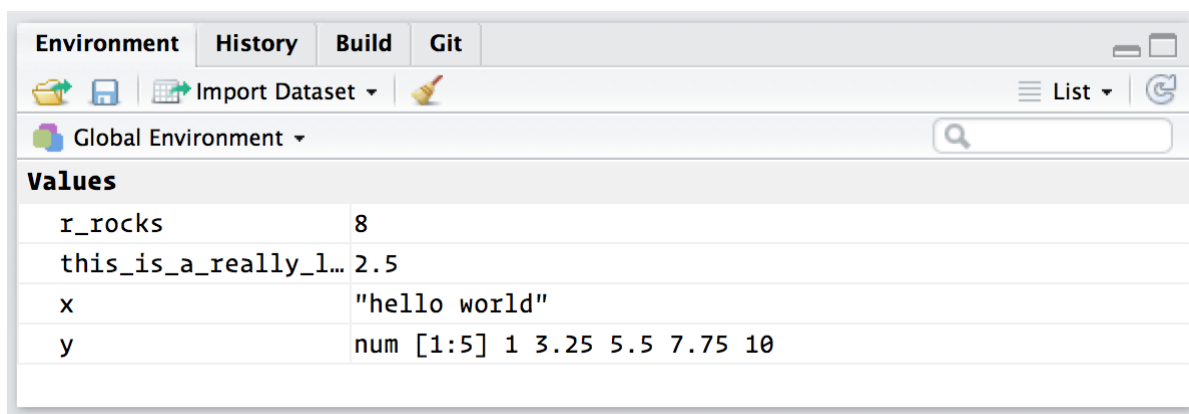 Environment History Build Git
Import Dataset List
Global Environment
Values
r_rocks 8
this_is_a_really_l… 2.5
x "hello world"
y num [1:5] 1 3.25 5.5 7.75 10